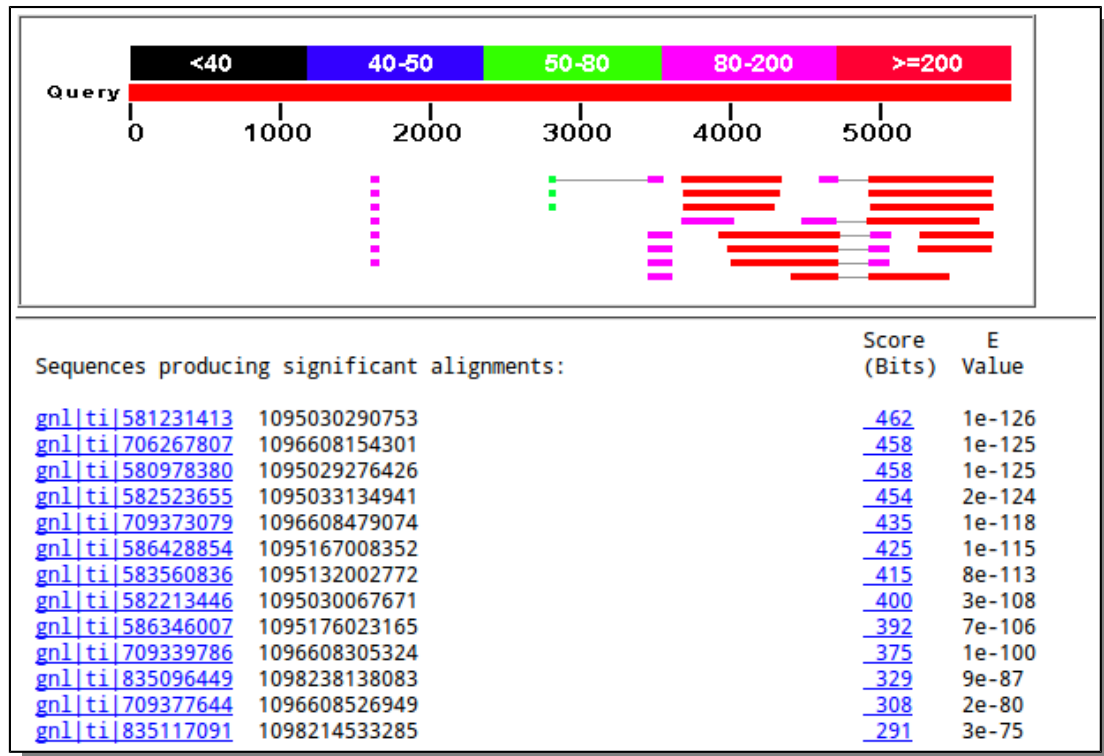 <40 40-50 50-80 80-200 >=200
Query
0 1000 2000 3000 4000 5000
Score E
Sequences producing significant alignments: (Bits) Value
gnl|ti|581231413 1095030290753 462 1e-126
gnl|ti|706267807 1096608154301 458 1e-125
gnl|ti|580978380 1095029276426 458 1e-125
gnl|ti|582523655 1095033134941 454 2e-124
gnl|ti|709373079 1096608479074 435 1e-118
gnl|ti|586428854 1095167008352 425 1e-115
gnl|ti|583560836 1095132002772 415 8e-113
gnl|ti|582213446 1095030067671 400 3e-108
gnl|ti|586346007 1095176023165 392 7e-106
gnl|ti|709339786 1096608305324 375 1e-100
gnl|ti|835096449 1098238138083 329 9e-87
gnl|ti|709377644 1096608526949 308 2e-80
gnl|ti|835117091 1098214533285 291 3e-75